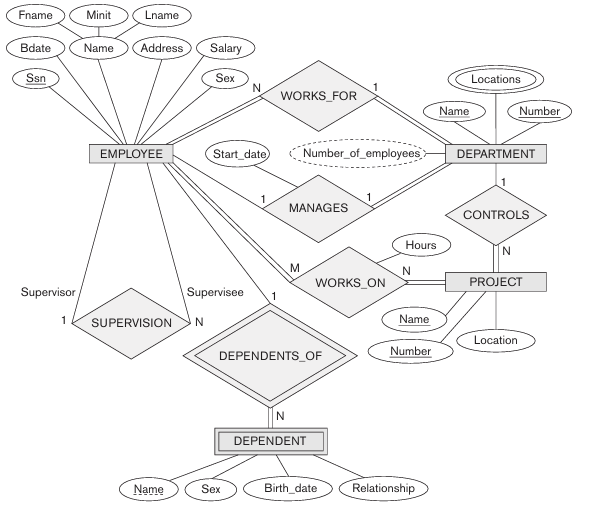 Fname Minit Lname
Bdate Name Address Salary
Ssn Sex
N WORKS_FOR 1
Locations
Name Number
Start_date Number_of_employees
EMPLOYEE DEPARTMENT
1 MANAGES 1
1
CONTROLS
N
Hours
M WORKS_ON N
PROJECT
Supervisor Supervisee
1 SUPERVISION N
1
Name
Number Location
DEPENDENTS_OF
N
DEPENDENT
Name Sex Birth_date Relationship